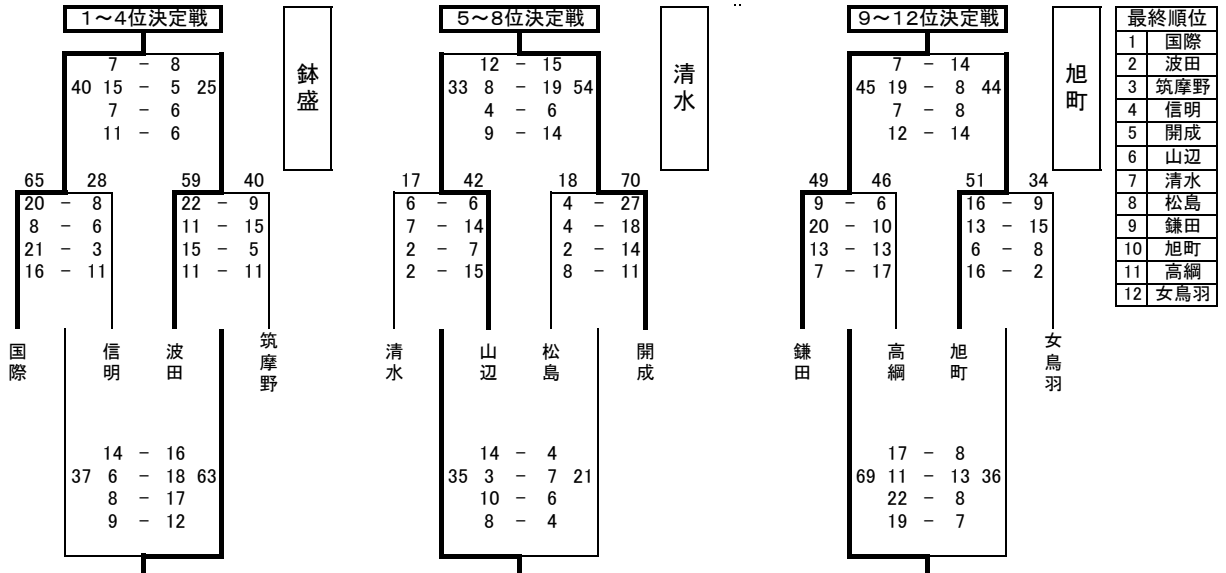 1～4位決定戦
7 － 8
40 15 － 5 25
7 － 6
11 － 6
鉢盛
65 28 59 40
20 － 8 22 － 9
8 － 6 11 － 15
21 － 3 15 － 5
16 － 11 11 － 11
国際 信明 波田 筑摩野
14 － 16
37 6 － 18 63
8 － 17
9 － 12
5～8位決定戦
12 － 15
33 8 － 19 54
4 － 6
9 － 14
清水
17 42 18 70
6 － 6 4 － 27
7 － 14 4 － 18
2 － 7 2 － 14
2 － 15 8 － 11
清水 山辺 松島 開成
14 － 4
35 3 － 7 21
10 － 6
8 － 4
9～12位決定戦
7 － 14
45 19 － 8 44
7 － 8
12 － 14
旭町
49 46 51 34
9 － 6 16 － 9
20 － 10 13 － 15
13 － 13 6 － 8
7 － 17 16 － 2
鎌田 高綱 旭町 女鳥羽
17 － 8
69 11 － 13 36
22 － 8
19 － 7
最終順位
1 国際
2 波田
3 筑摩野
4 信明
5 開成
6 山辺
7 清水
8 松島
9 鎌田
10 旭町
11 高綱
12 女鳥羽